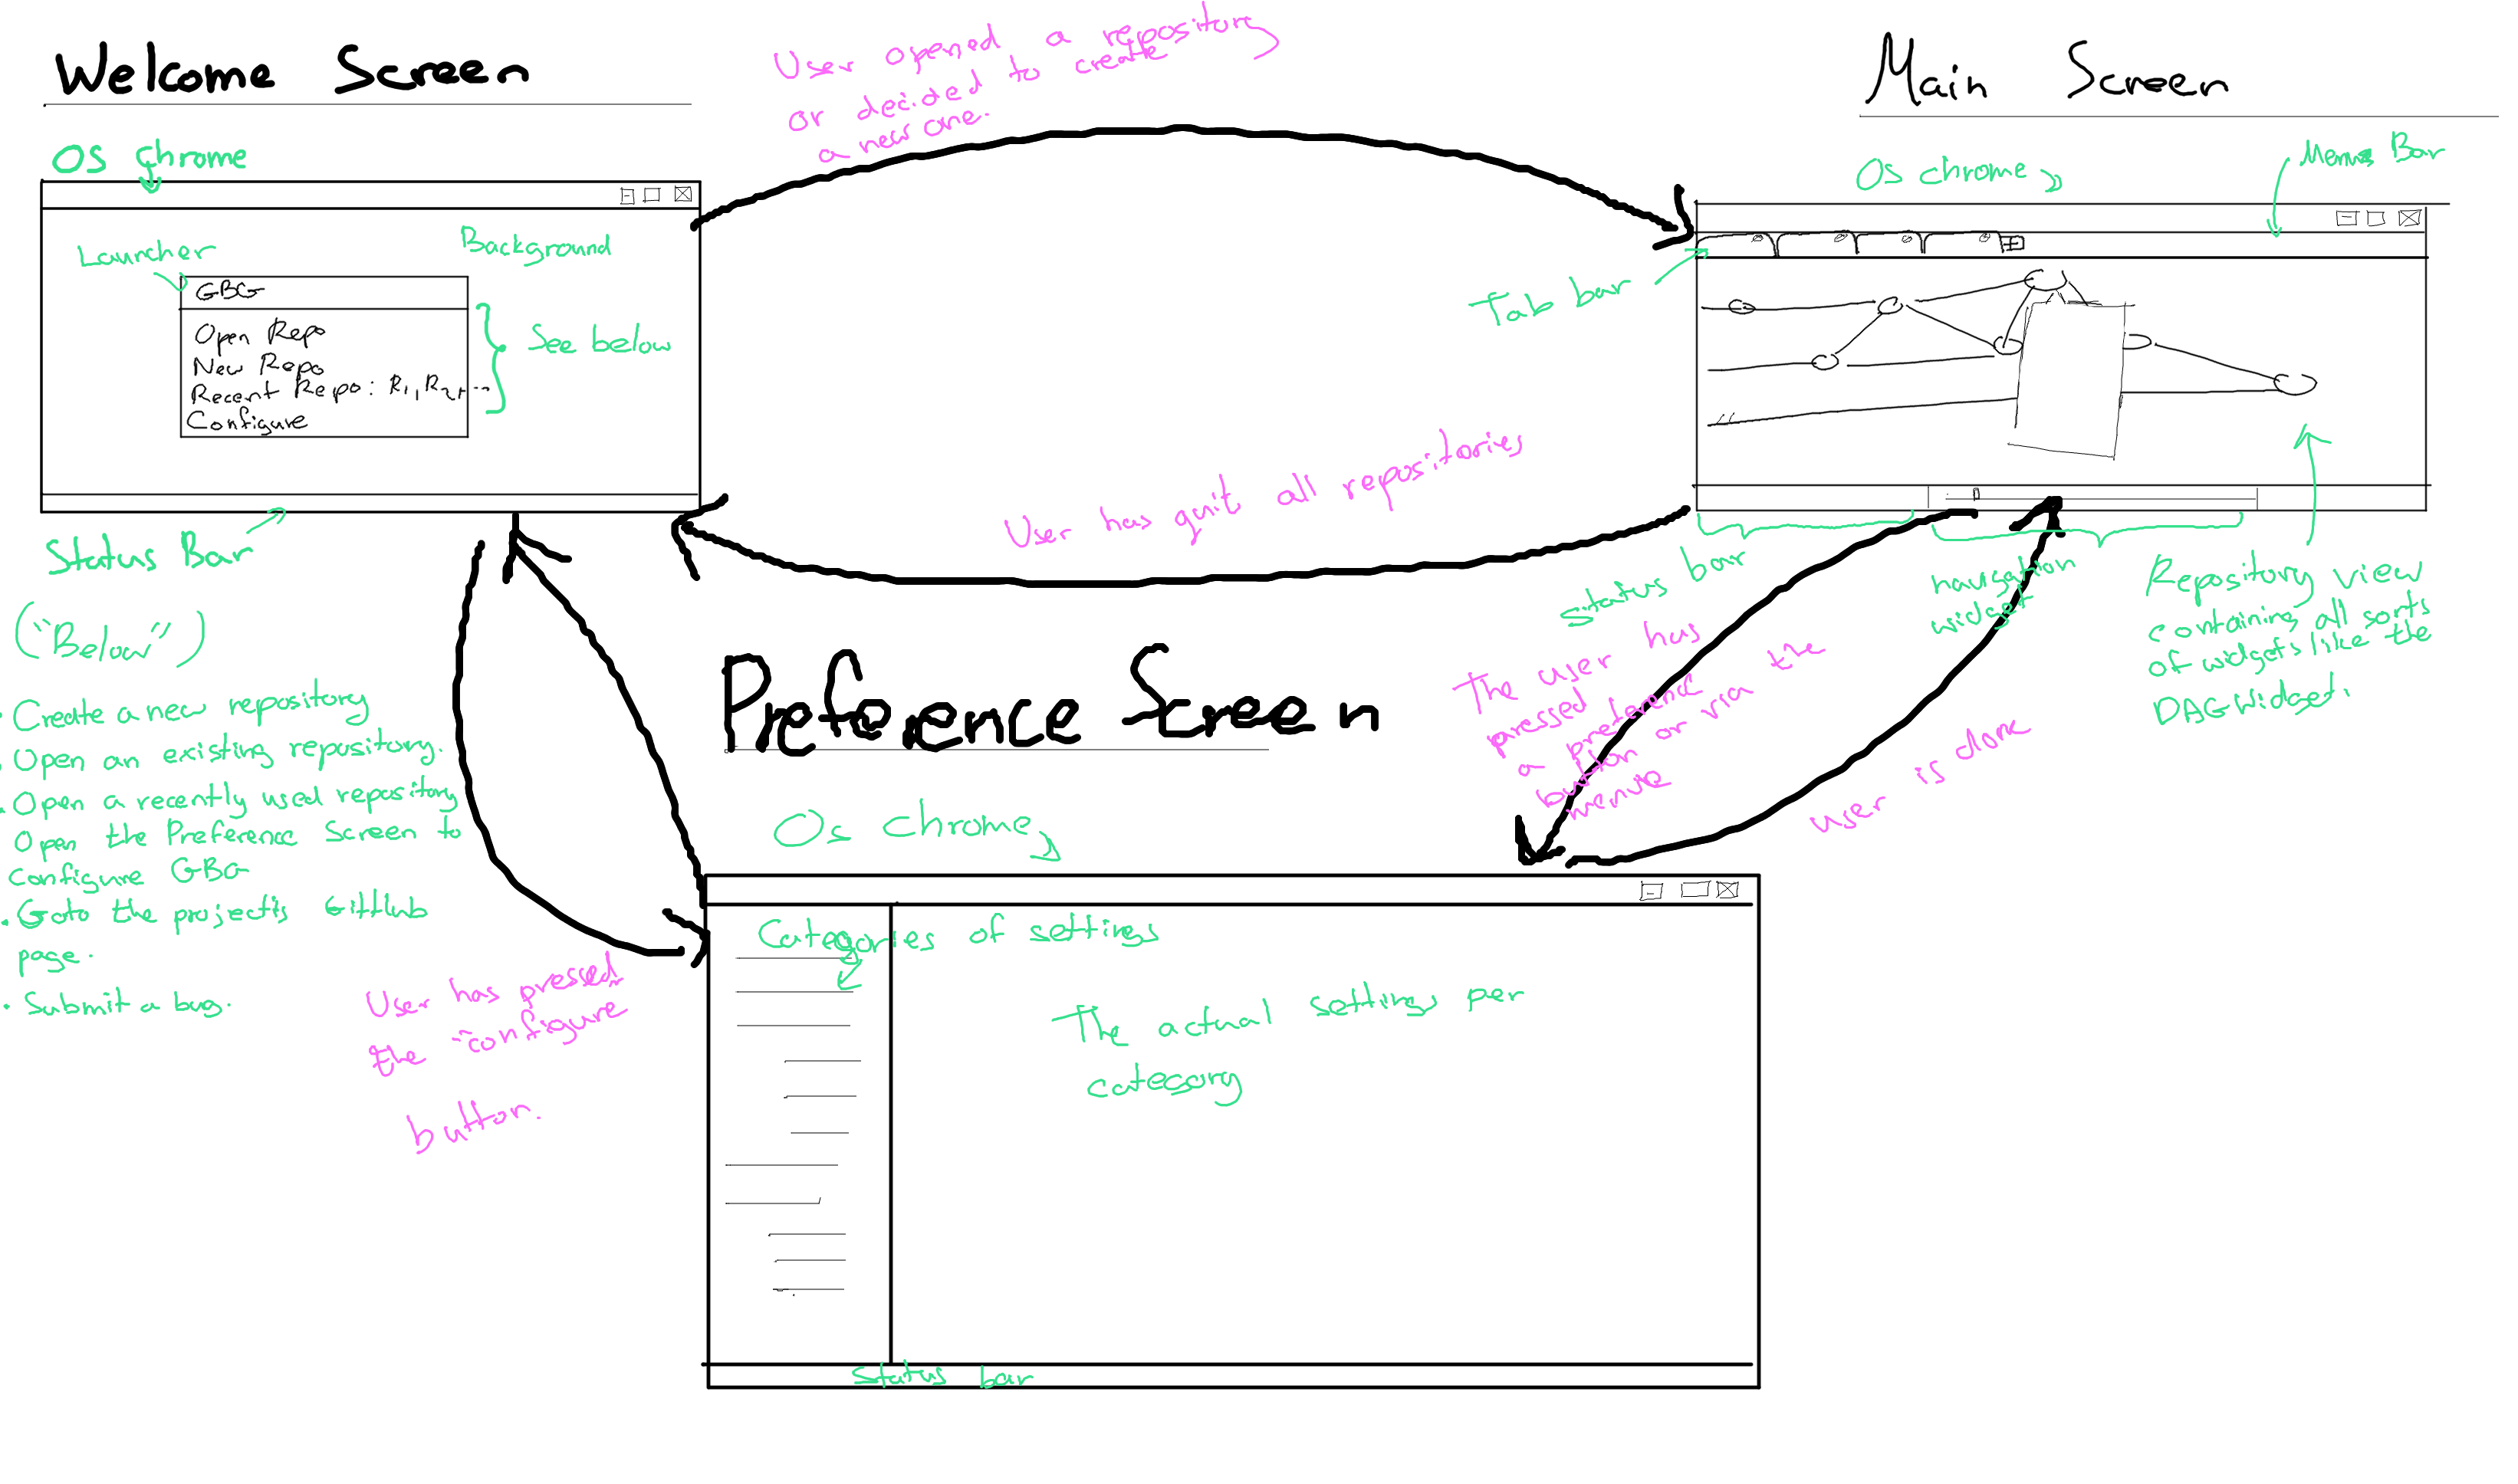 Welcome Screen
User opened a repository
or decided to create
a new one.
Main Screen
OS chrome
Launcher
Background
GBG
Open Repo
New Repo
Recent Repo: R1, R2, ...
Configure
See below
Status Bar
("Below")
Create a new repository
Open an existing repository.
Open a recently used repository
Open the Preference Screen to
Configure GBG
Goto the projects GitHub
page.
Submit a bug.
User has quit all repositories
Os chrome
Menu Bar
Tab bar
status bar
navigation
widget
Repository view
containing all sorts
of widgets like the
DAGWidget.
The user has
pressed
a preference
button or via the
menue
user is done
User has pressed
the "configure
button.
Preference Screen
Os chrome
Categories of settings
The actual settings per
category
Status bar